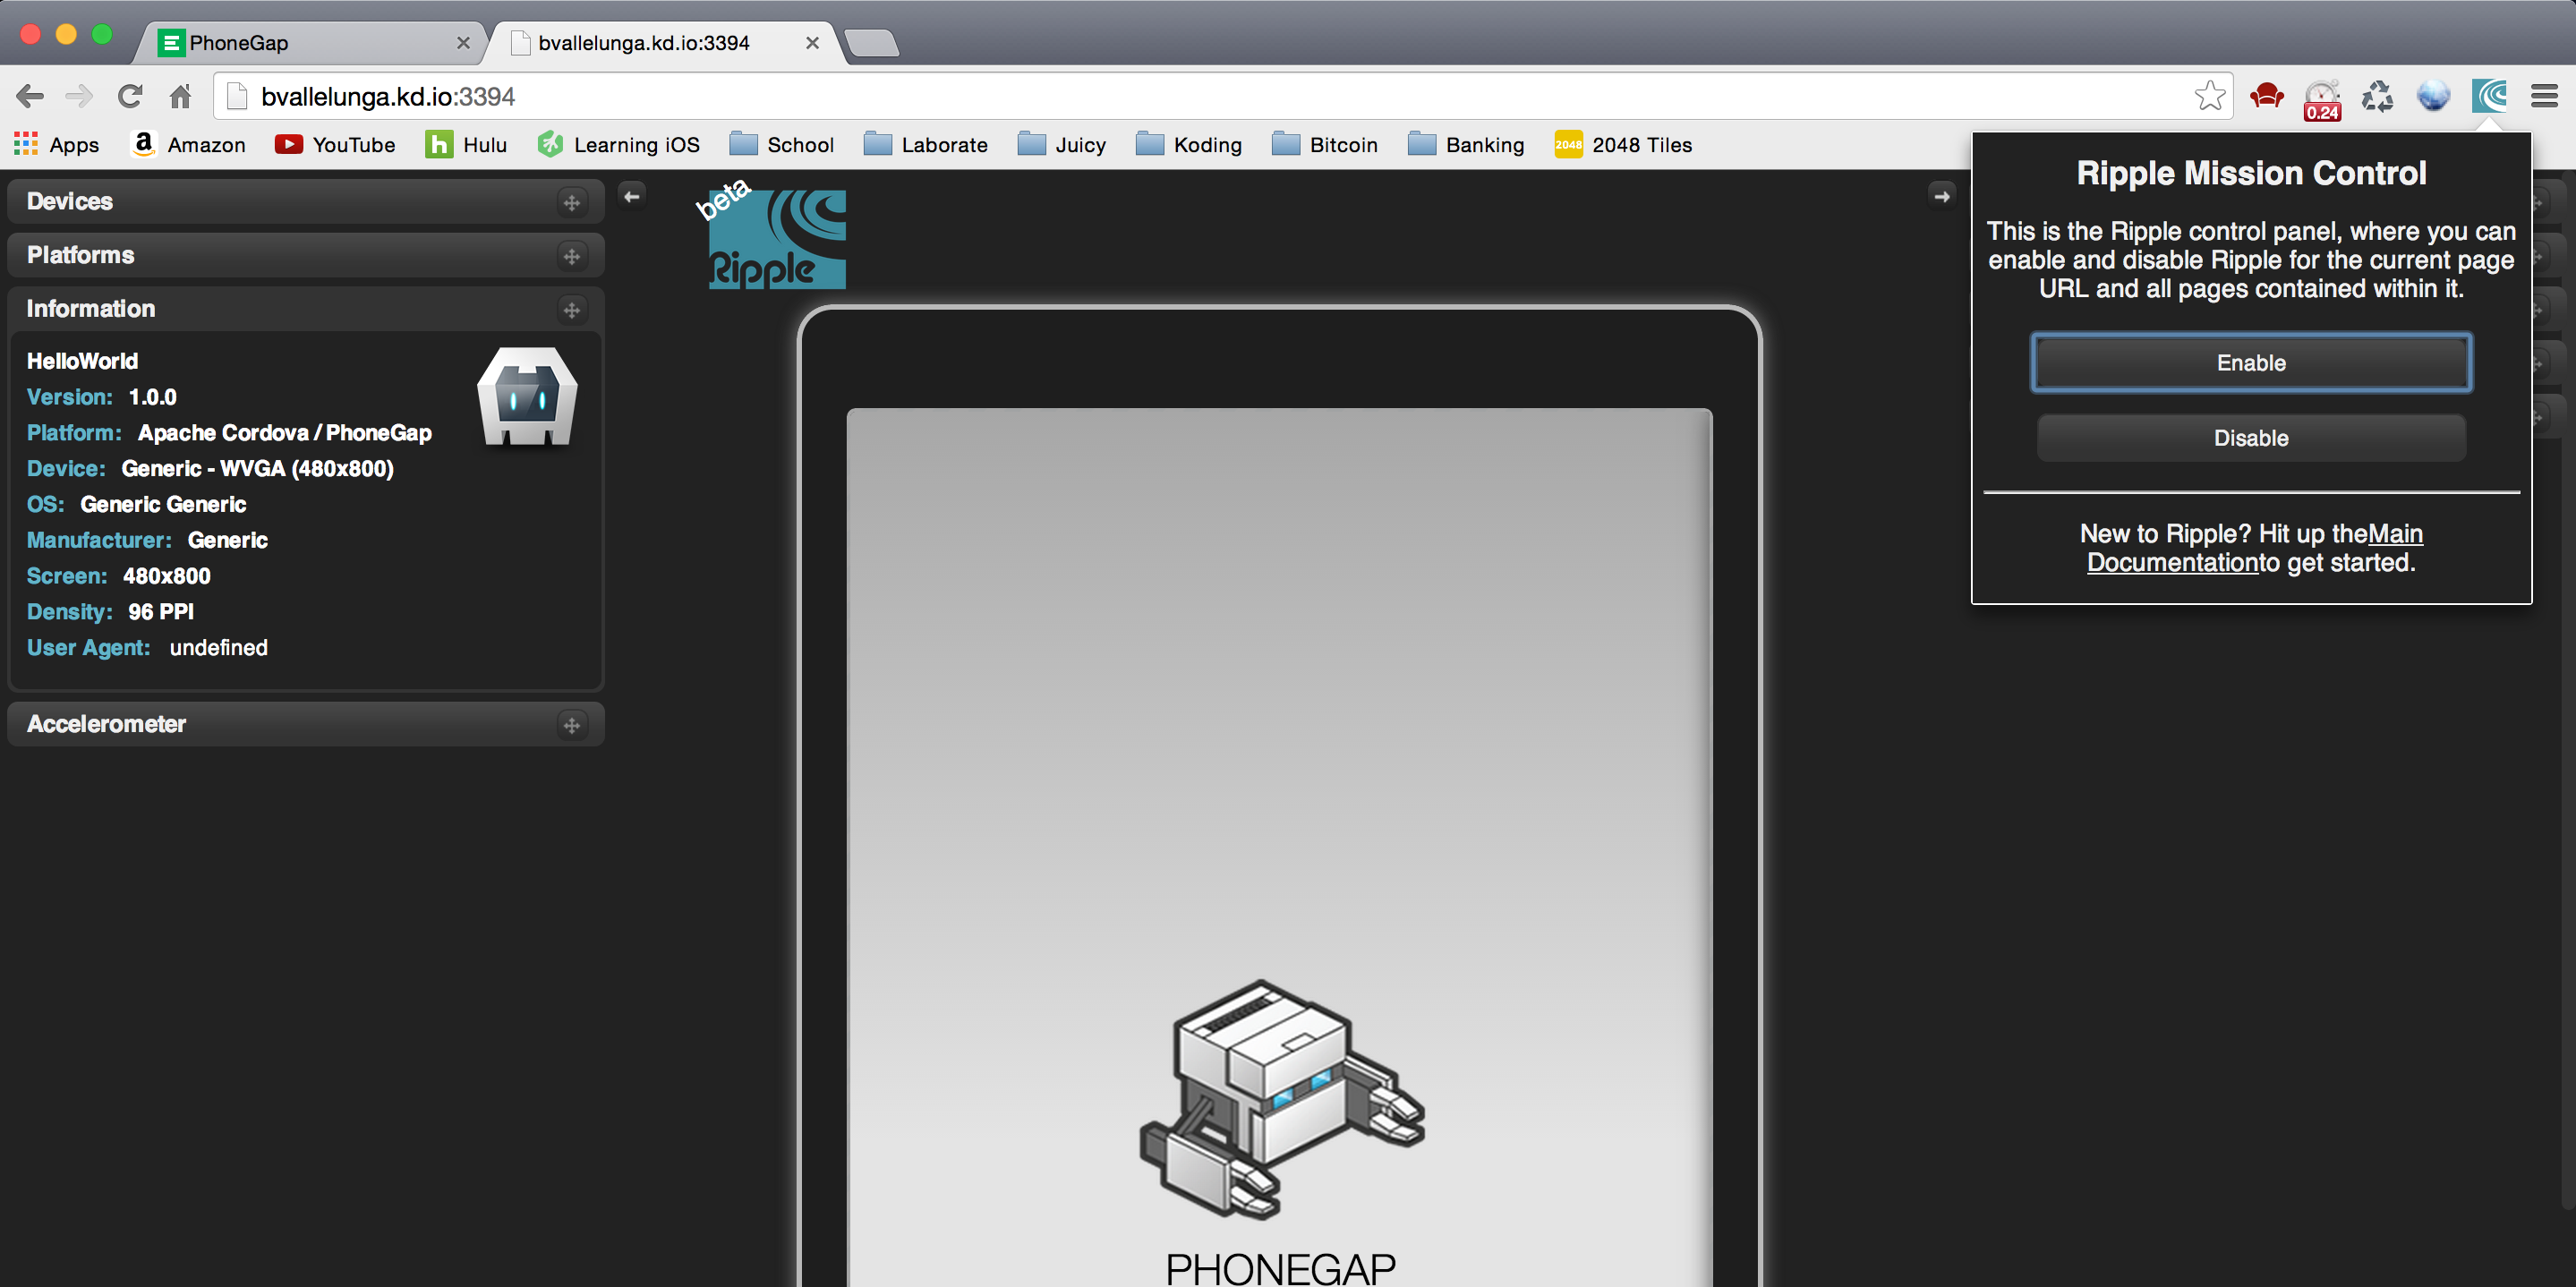 PhoneGap
bvallelunga.kd.io:3394
bvallelunga.kd.io:3394
0.24
Apps
Amazon
YouTube
h Hulu
Learning iOS
School
Laborate
Juicy
Koding
Bitcoin
Banking
2048 2048 Tiles
Devices
Platforms
Information
HelloWorld
Version: 1.0.0
Platform: Apache Cordova / PhoneGap
Device: Generic - WVGA (480x800)
OS: Generic Generic
Manufacturer: Generic
Screen: 480x800
Density: 96 PPI
User Agent: undefined
Accelerometer
beta
Ripple
PHONEGAP
Ripple Mission Control
This is the Ripple control panel, where you can
enable and disable Ripple for the current page
URL and all pages contained within it.
Enable
Disable
New to Ripple? Hit up theMain
Documentationto get started.